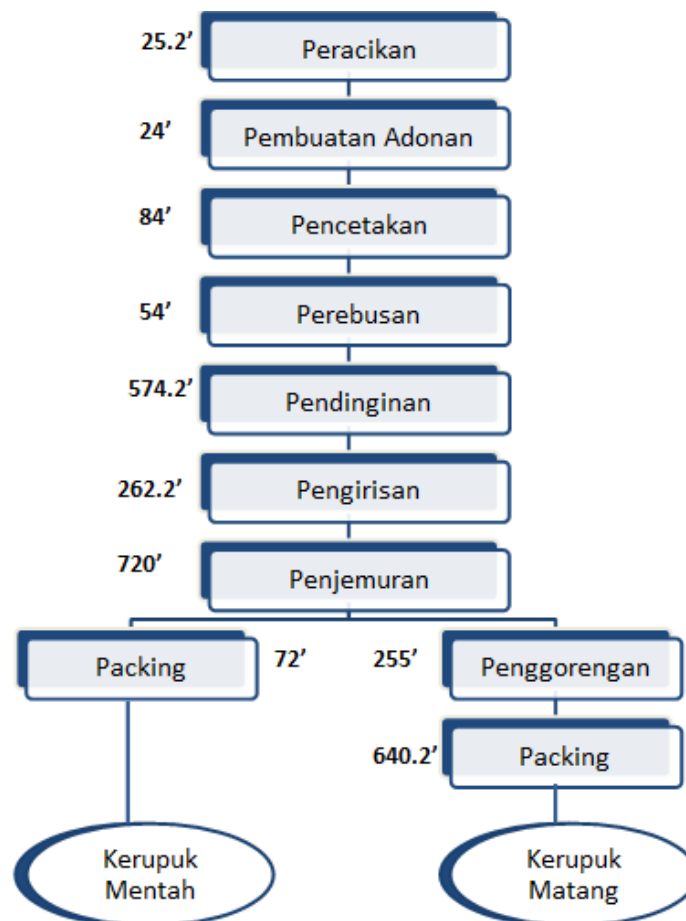 25.2’
Peracikan
24’
Pembuatan Adonan
84’
Pencetakan
54’
Perebusan
574.2’
Pendinginan
262.2’
Pengirisan
720’
Penjemuran
Packing
72’
255’
Penggorengan
640.2’
Packing
Kerupuk
Mentah
Kerupuk
Matang